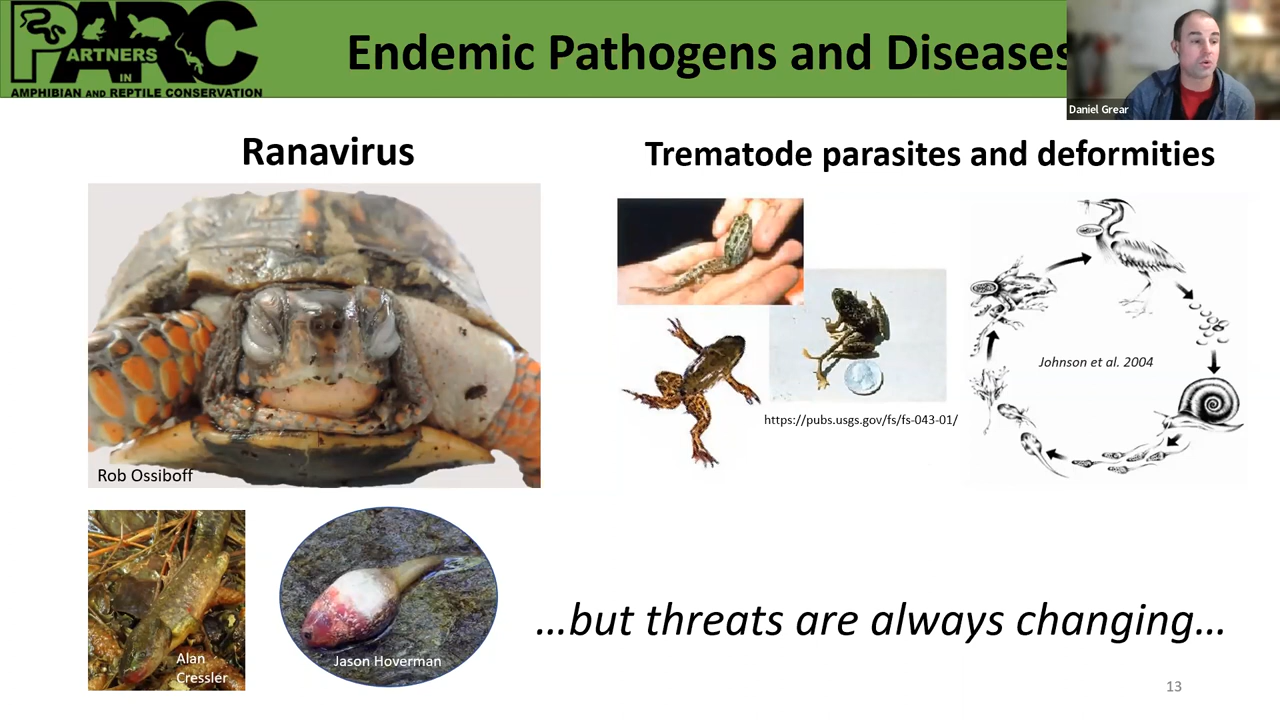 PARC
PARTNERS
IN
AMPHIBIAN AND REPTILE CONSERVATION
Endemic Pathogens and Diseases
Daniel Grear
Ranavirus
Trematode parasites and deformities
Johnson et al. 2004
https://pubs.usgs.gov/fs/fs-043-01/
Rob Ossiboff
Alan
Cressler
Jason Hoverman
...but threats are always changing...
13